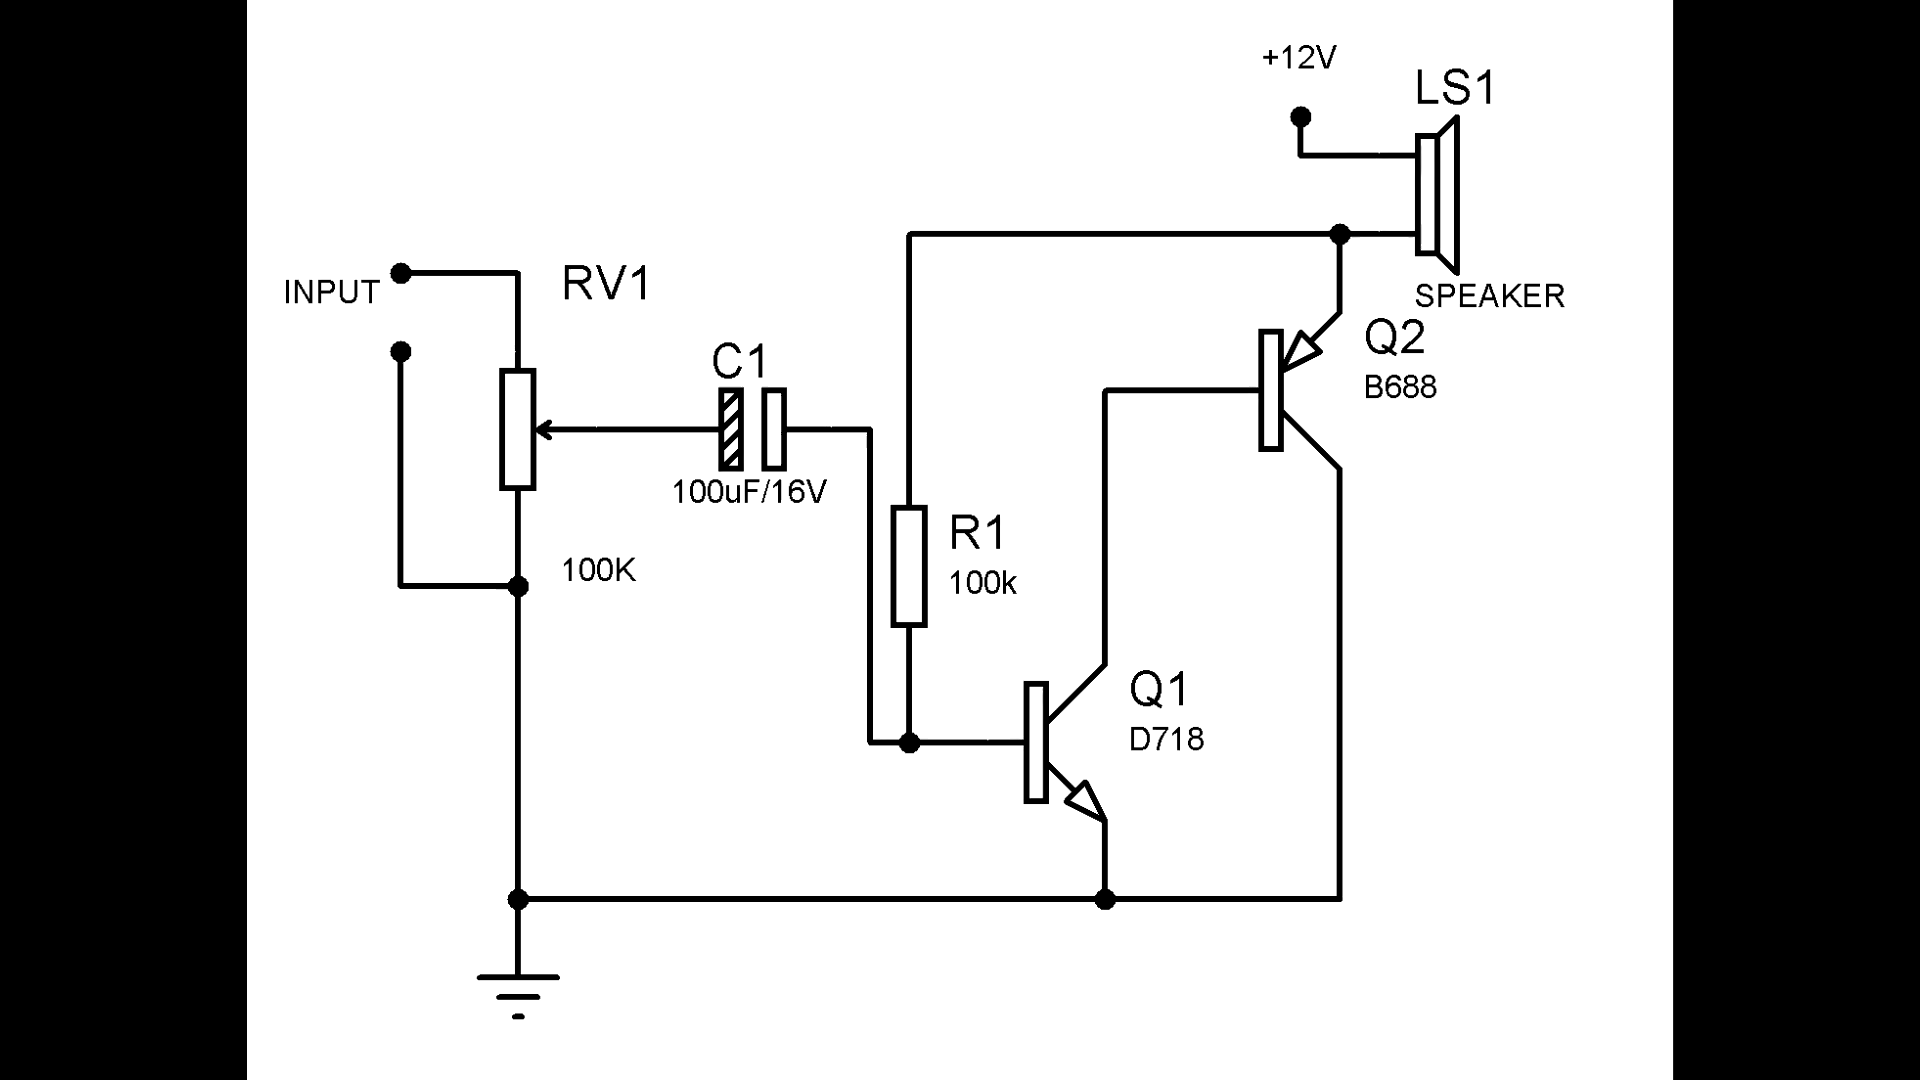 +12V
LS1
INPUT
RV1
SPEAKER
Q2
B688
C1
100uF/16V
R1
100k
100K
Q1
D718